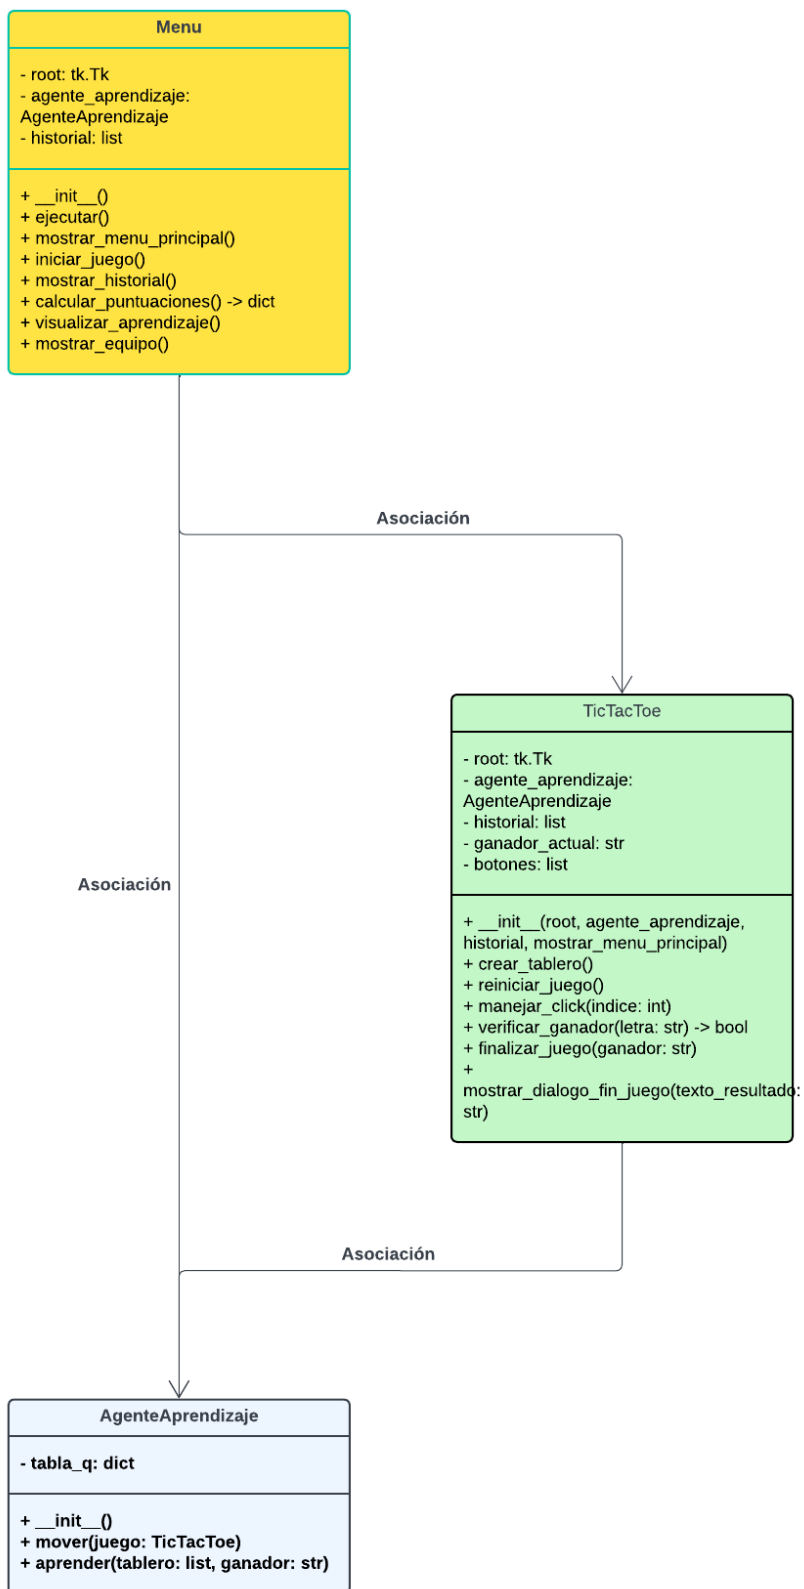 Menu
- root: tk.Tk
- agente_aprendizaje:
AgenteAprendizaje
- historial: list
+ __init__()
+ ejecutar()
+ mostrar_menu_principal()
+ iniciar_juego()
+ mostrar_historial()
+ calcular_puntuaciones() -> dict
+ visualizar_aprendizaje()
+ mostrar_equipo()
Asociación
TicTacToe
- root: tk.Tk
- agente_aprendizaje:
AgenteAprendizaje
- historial: list
- ganador_actual: str
- botones: list
+ __init__(root, agente_aprendizaje,
historial, mostrar_menu_principal)
+ crear_tablero()
+ reiniciar_juego()
+ manejar_click(indice: int)
+ verificar_ganador(letra: str) -> bool
+ finalizar_juego(ganador: str)
+
mostrar_dialogo_fin_juego(texto_resultado:
str)
Asociación
Asociación
AgenteAprendizaje
- tabla_q: dict
+ __init__()
+ mover(juego: TicTacToe)
+ aprender(tablero: list, ganador: str)